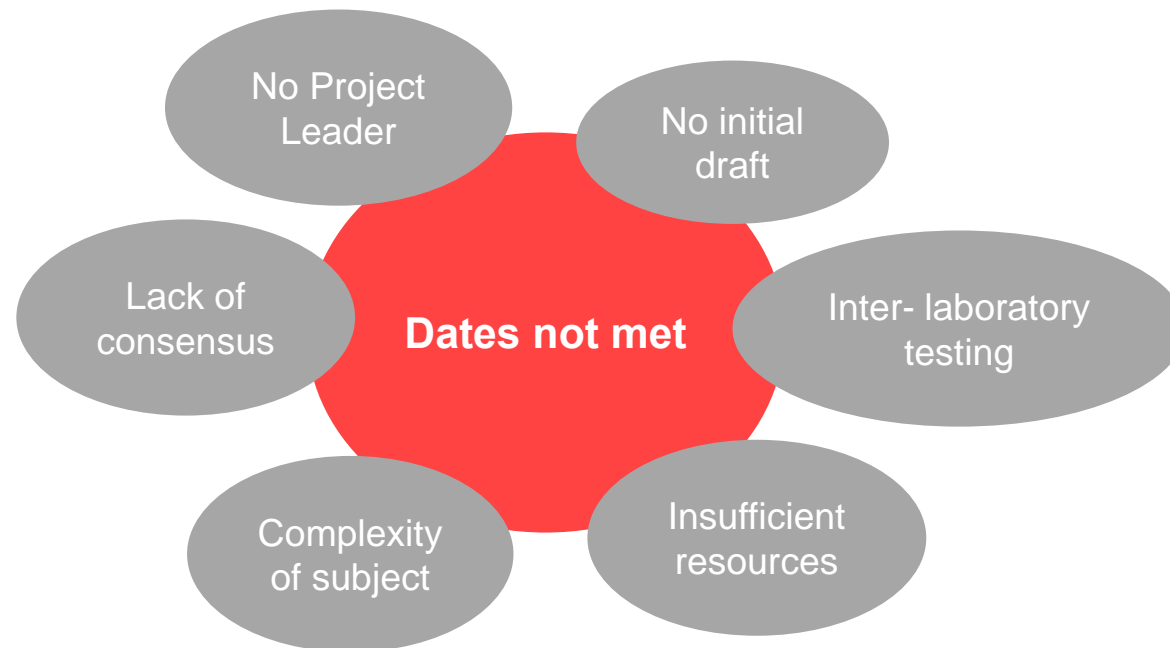 No Project
Leader
No initial
draft
Lack of
consensus
Dates not met
Inter- laboratory
testing
Complexity
of subject
Insufficient
resources